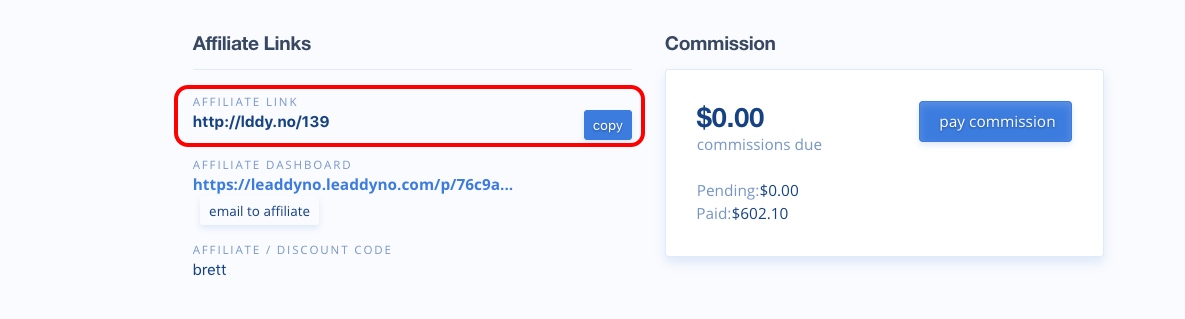 Affiliate Links
AFFILIATE LINK
http://lddy.no/139
copy
AFFILIATE DASHBOARD
https://leaddyno.leaddyno.com/p/76c9a...
email to affiliate
AFFILIATE / DISCOUNT CODE
brett
Commission
$0.00
pay commission
commissions due
Pending:$0.00
Paid:$602.10